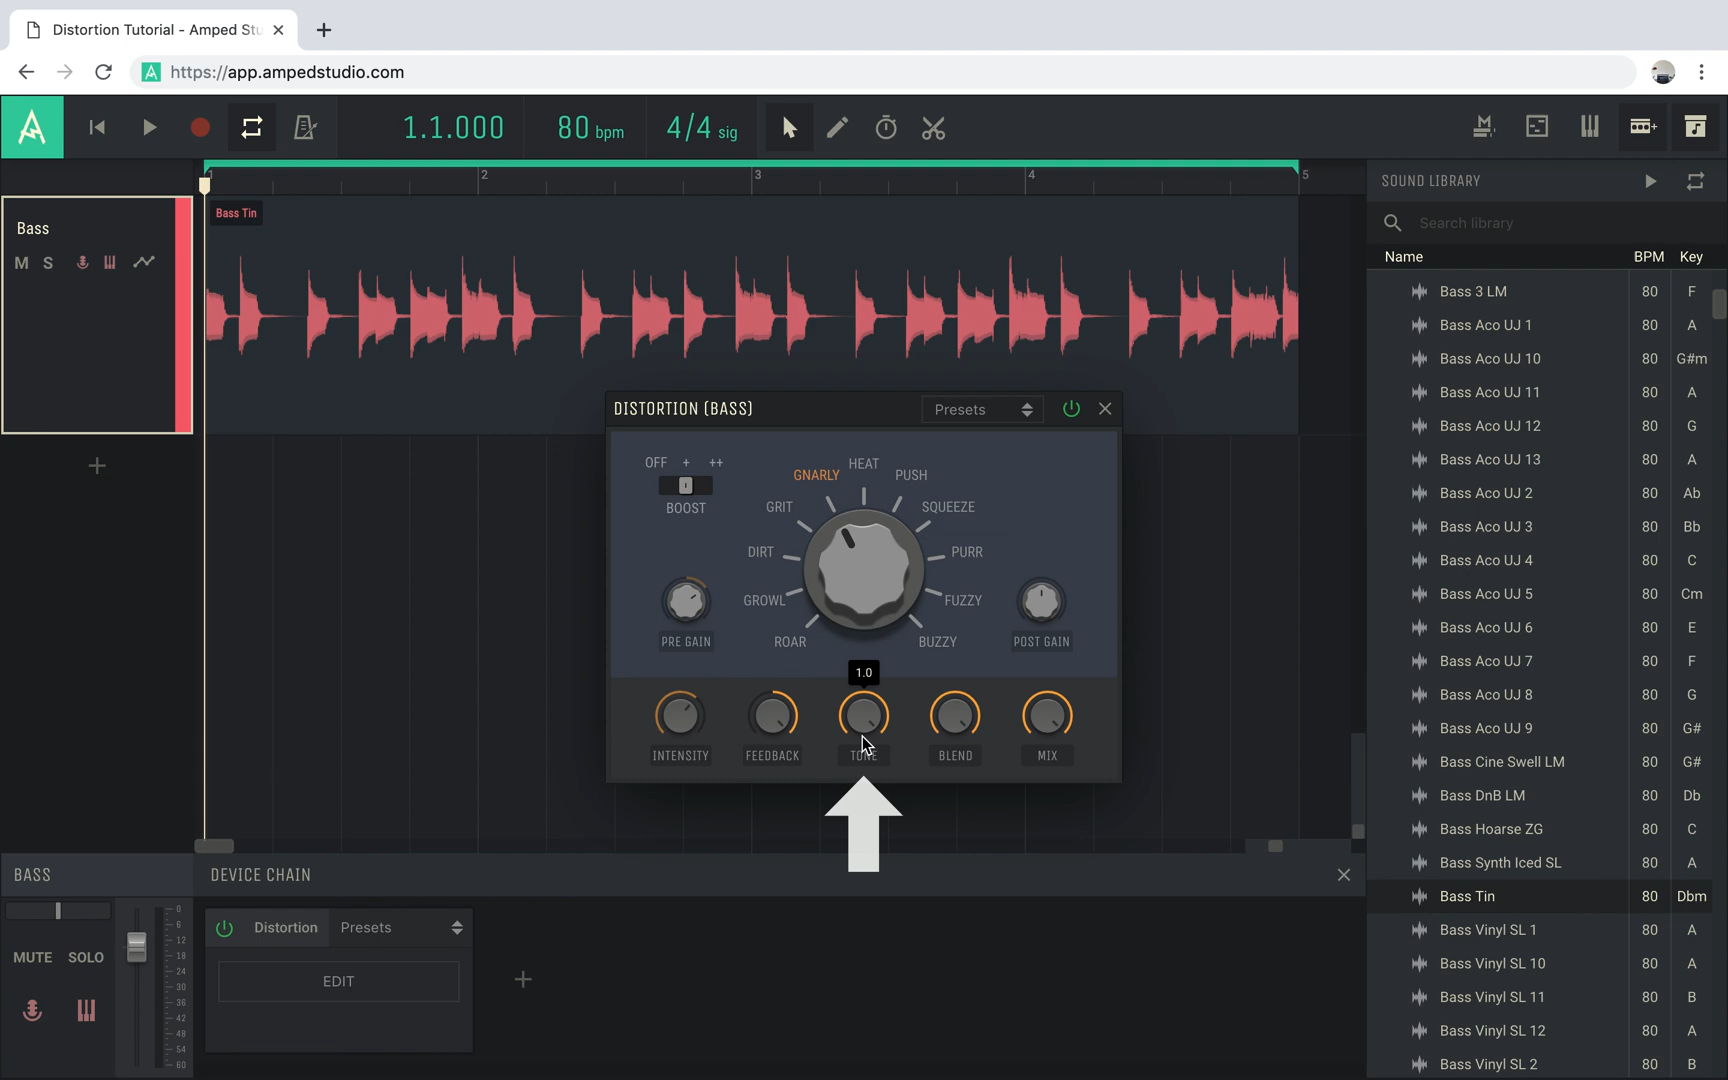 Distortion Tutorial - Amped Stu
https://app.ampedstudio.com
1.1.000 80 bpm 4/4 sig
1 2 3 4 5
SOUND LIBRARY
Search library
Name BPM Key
Bass
M S
Bass Tin
Bass 3 LM 80 F
Bass Aco UJ 1 80 A
Bass Aco UJ 10 80 G#m
Bass Aco UJ 11 80 A
Bass Aco UJ 12 80 G
Bass Aco UJ 13 80 A
Bass Aco UJ 2 80 Ab
Bass Aco UJ 3 80 Bb
Bass Aco UJ 4 80 C
Bass Aco UJ 5 80 Cm
Bass Aco UJ 6 80 E
Bass Aco UJ 7 80 F
Bass Aco UJ 8 80 G
Bass Aco UJ 9 80 G#
Bass Cine Swell LM 80 G#
Bass DnB LM 80 Db
Bass Hoarse ZG 80 C
Bass Synth Iced SL 80 A
Bass Tin 80 Dbm
Bass Vinyl SL 1 80 A
Bass Vinyl SL 10 80 A
Bass Vinyl SL 11 80 B
Bass Vinyl SL 12 80 A
Bass Vinyl SL 2 80 B
DISTORTION (BASS) Presets
OFF + ++
BOOST
HEAT
GNARLY PUSH
GRIT SQUEEZE
DIRT PURR
GROWL FUZZY
ROAR BUZZY
PRE GAIN POST GAIN
1.0
INTENSITY FEEDBACK TONE BLEND MIX
BASS DEVICE CHAIN
MUTE SOLO
0
6
12
18
24
30
36
42
48
54
60
Distortion Presets
EDIT